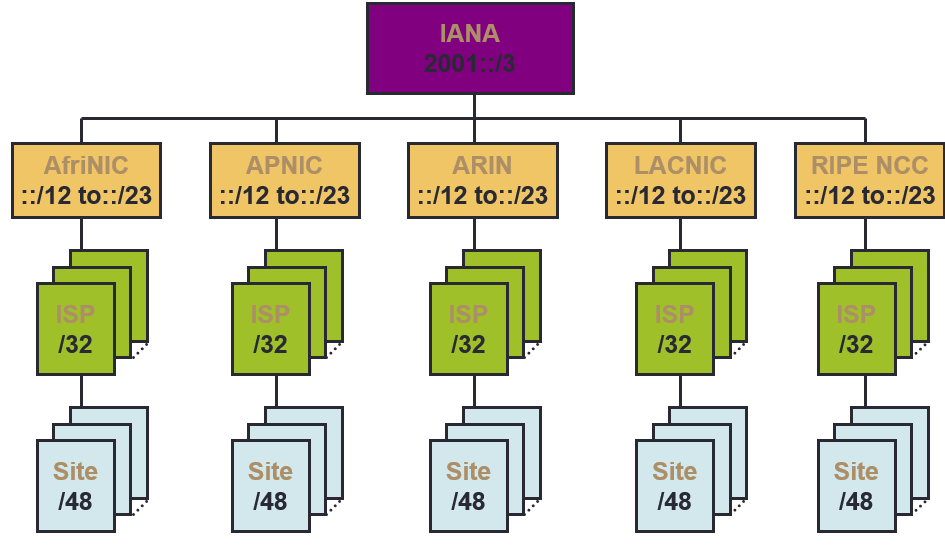 IANA
2001::/3
AfriNIC
::/12 to::/23
APNIC
::/12 to::/23
ARIN
::/12 to::/23
LACNIC
::/12 to::/23
RIPE NCC
::/12 to::/23
ISP
/32
ISP
/32
ISP
/32
ISP
/32
ISP
/32
Site
/48
Site
/48
Site
/48
Site
/48
Site
/48